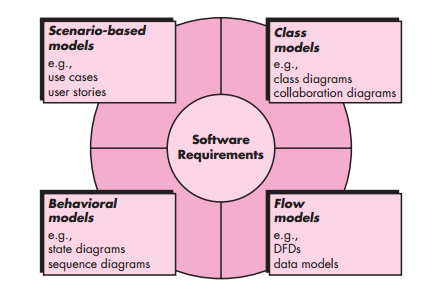 Scenario-based
models
e.g.,
use cases
user stories
Class
models
e.g.,
class diagrams
collaboration diagrams
Software
Requirements
Behavioral
models
e.g.,
state diagrams
sequence diagrams
Flow
models
e.g.,
DFDs
data models